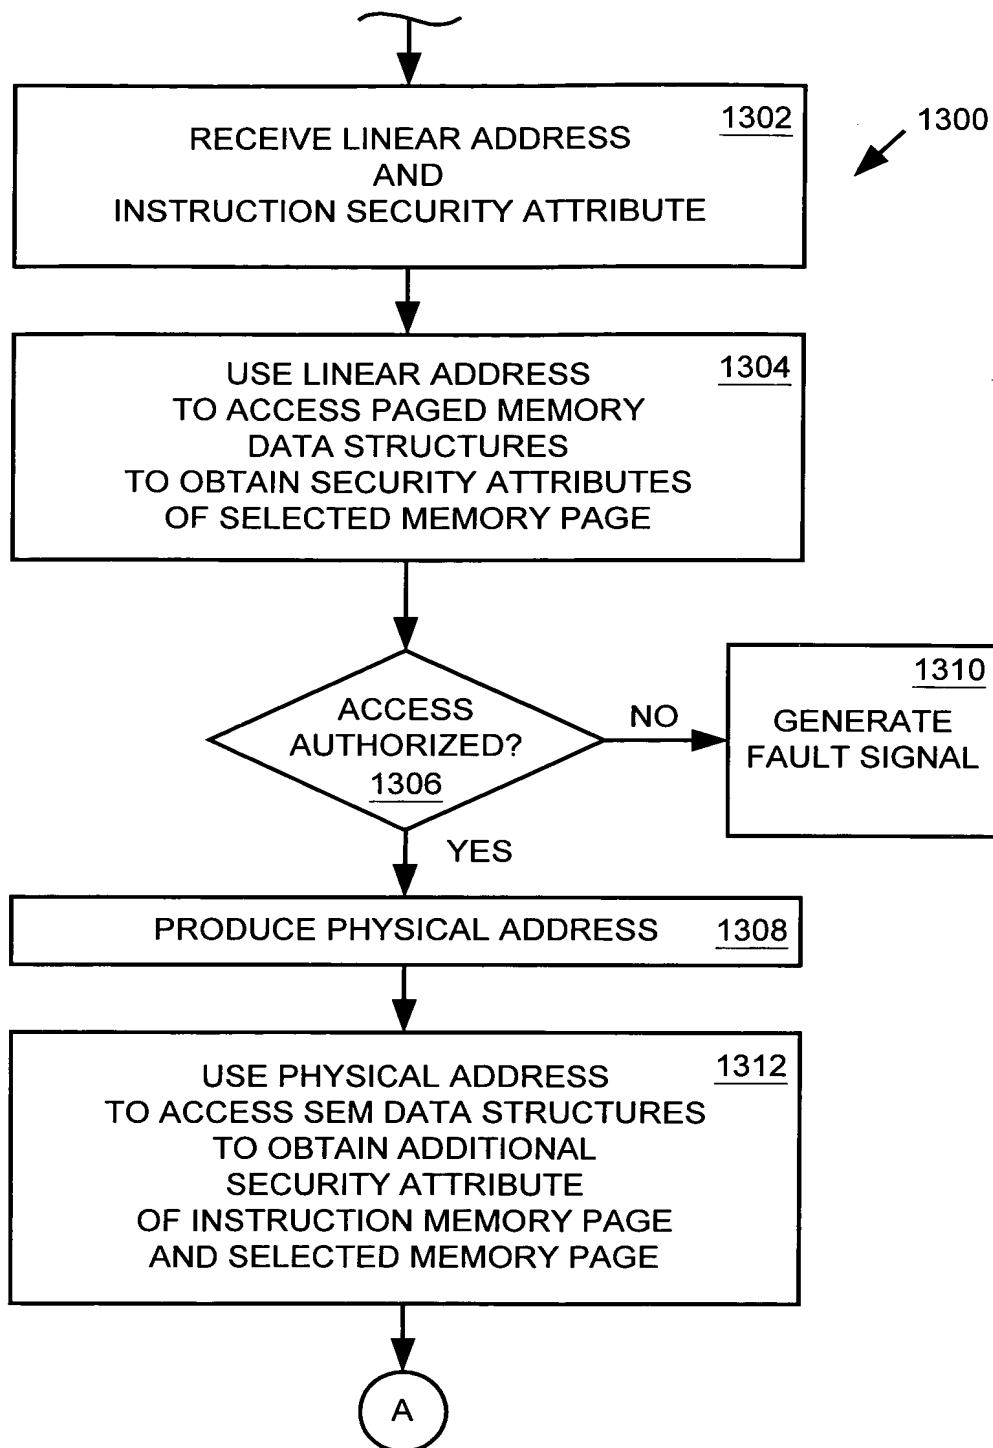 1302
RECEIVE LINEAR ADDRESS
AND
INSTRUCTION SECURITY ATTRIBUTE
1300
1304
USE LINEAR ADDRESS
TO ACCESS PAGED MEMORY
DATA STRUCTURES
TO OBTAIN SECURITY ATTRIBUTES
OF SELECTED MEMORY PAGE
ACCESS
AUTHORIZED?
1306
NO
1310
GENERATE
FAULT SIGNAL
YES
PRODUCE PHYSICAL ADDRESS 1308
1312
USE PHYSICAL ADDRESS
TO ACCESS SEM DATA STRUCTURES
TO OBTAIN ADDITIONAL
SECURITY ATTRIBUTE
OF INSTRUCTION MEMORY PAGE
AND SELECTED MEMORY PAGE
A